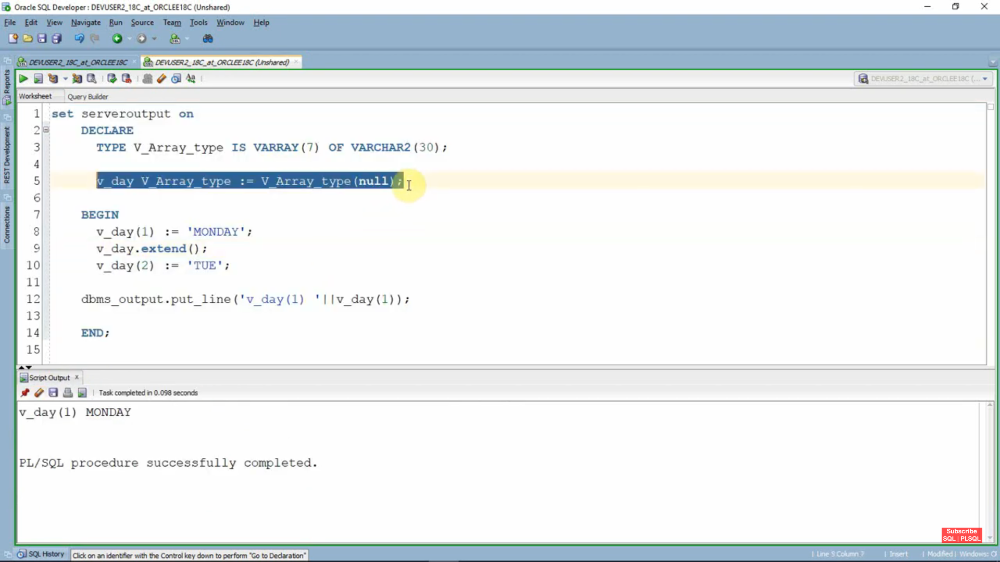 Oracle SQL Developer : DEVUSER2_18C_at_ORCLEE18C (Unshared)
File Edit View Navigate Run Source Team Tools Window Help
DEVUSER2_18C_at_ORCLEE18C
DEVUSER2_18C_at_ORCLEE18C (Unshared)
DEVUSER2_18C_at_ORCLEE18C (...
Reports
REST Development
Connections
Worksheet Query Builder
1 set serveroutput on
2 DECLARE
3 TYPE V_Array_type IS VARRAY(7) OF VARCHAR2(30);
4
5 v_day V_Array_type := V_Array_type(null);
6
7 BEGIN
8 v_day(1) := 'MONDAY';
9 v_day.extend();
10 v_day(2) := 'TUE';
11
12 dbms_output.put_line('v_day(1) '||v_day(1));
13
14 END;
15
Script Output
Task completed in 0.098 seconds
v_day(1) MONDAY
PL/SQL procedure successfully completed.
Subscribe
SQL | PLSQL
SQL History Click on an identifier with the Control key down to perform "Go to Declaration"
Line 5 Column 7 Insert Modified Windows: